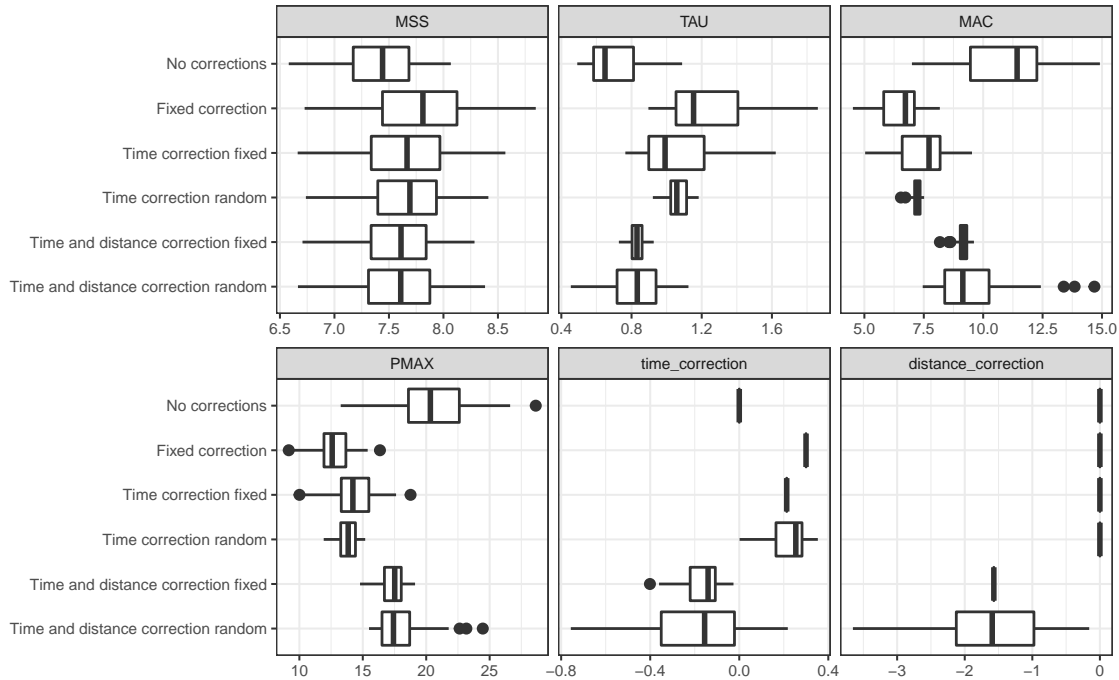 MSS TAU MAC
No corrections
Fixed correction
Time correction fixed
Time correction random
Time and distance correction fixed
Time and distance correction random
6.5 7.0 7.5 8.0 8.5 0.4 0.8 1.2 1.6 5.0 7.5 10.0 12.5 15.0
PMAX time_correction distance_correction
No corrections
Fixed correction
Time correction fixed
Time correction random
Time and distance correction fixed
Time and distance correction random
10 15 20 25 −0.8 −0.4 0.0 0.4 −3 −2 −1 0